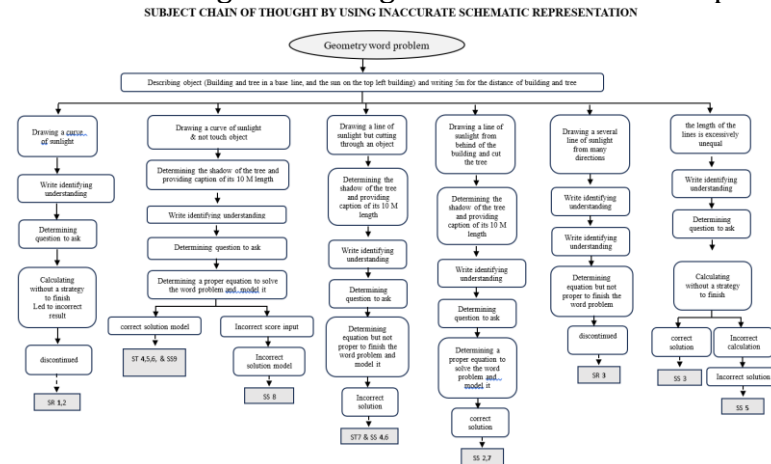 SUBJECT CHAIN OF THOUGHT BY USING INACCURATE SCHEMATIC REPRESENTATION
Geometry word problem
Describing object (Building and tree in a base line, and the sun on the top left building) and writing 5m for the distance of building and tree
Drawing a curve
of sunlight
Write identifying
understanding
Determining
question to ask
Calculating
without a strategy
to finish
Led to incorrect
result
discontinued
SR 1,2
Drawing a curve of sunlight
& not touch object
Determining the shadow of the tree and
providing caption of its 10 M length
Write identifying understanding
Determining question to ask
Determining a proper equation to solve
the word problem and model it
correct solution model
ST 4,5,6, & SS9
Incorrect score input
Incorrect
solution model
SS 8
Drawing a line of
sunlight but cutting
through an object
Determining the
shadow of the tree and
providing caption of its 10 M
length
Write identifying
understanding
Determining
question to ask
Determining
equation but not
proper to finish the
word problem and
model it
Incorrect
solution
ST7 & SS 4.6
Drawing a line of
sunlight from
behind of the
building and cut
the tree
Determining the
shadow of the tree and
providing caption of its 10 M
length
Write identifying
understanding
Determining
question to ask
Determining a
proper equation to
solve the word
problem and
model it
correct
solution
SS 2,7
Drawing a several
line of sunlight
from many
directions
Write identifying
understanding
Write identifying
understanding
Determining
equation but not
proper to finish the
word problem
discontinued
SR 3
the length of the
lines is excessively
unequal
Write identifying
understanding
Determining
question to ask
Calculating
without a strategy
to finish
correct
solution
SS 3
Incorrect
calculation
Incorrect solution
SS 5